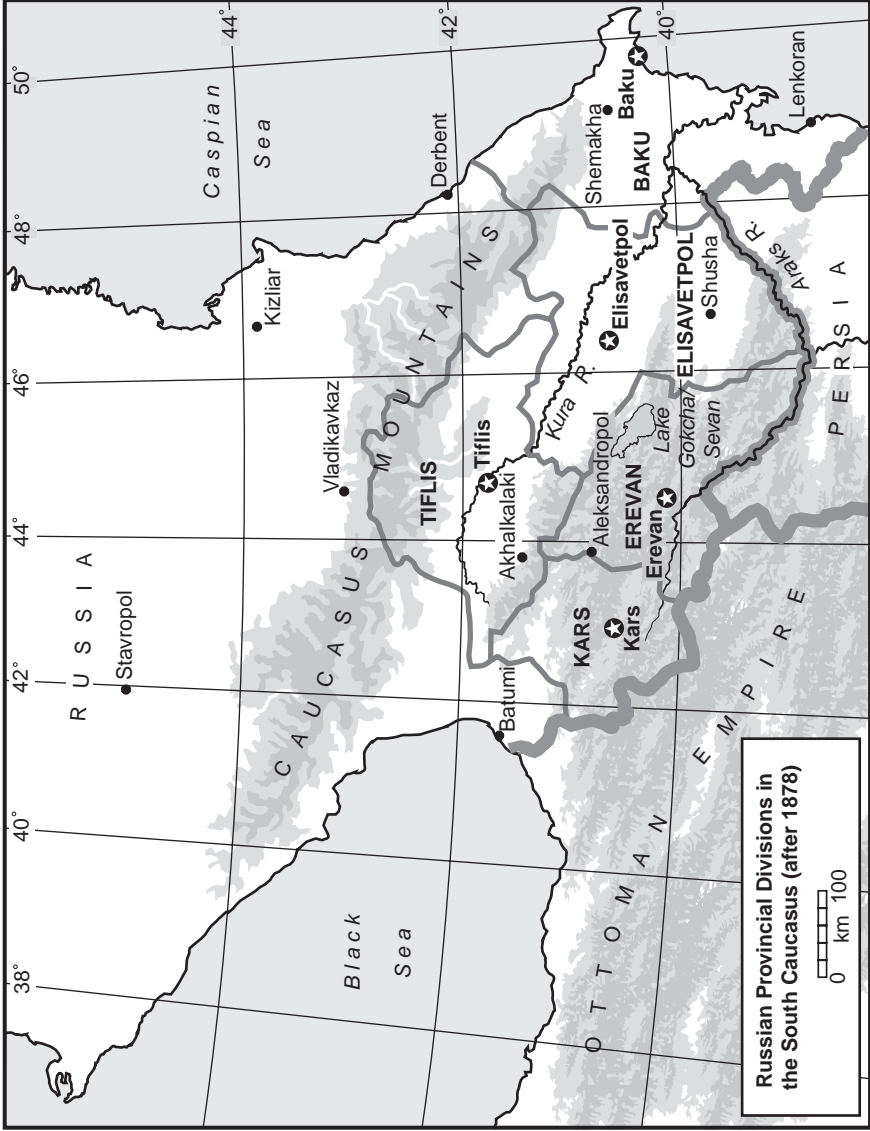 Russian Provincial Divisions in
the South Caucasus (after 1878)
0 km 100
38°
40°
42°
44°
46°
48°
50°
44°
42°
40°
RUSSIA
Stavropol
Vladikavkaz
Kizliar
Caspian
Sea
Derbent
CAUCASUS
MOUNTAINS
Black
Sea
Batumi
TIFLIS
Tiflis
Akhalkalaki
Kura R.
Aleksandropol
KARS
Kars
EREVAN
Erevan
Lake
Gokcha/
Sevan
Elisavetpol
ELISAVETPOL
Shusha
Shemakha
Baku
BAKU
Lenkoran
Araks R.
PERSIA
OTTOMAN
EMPIRE